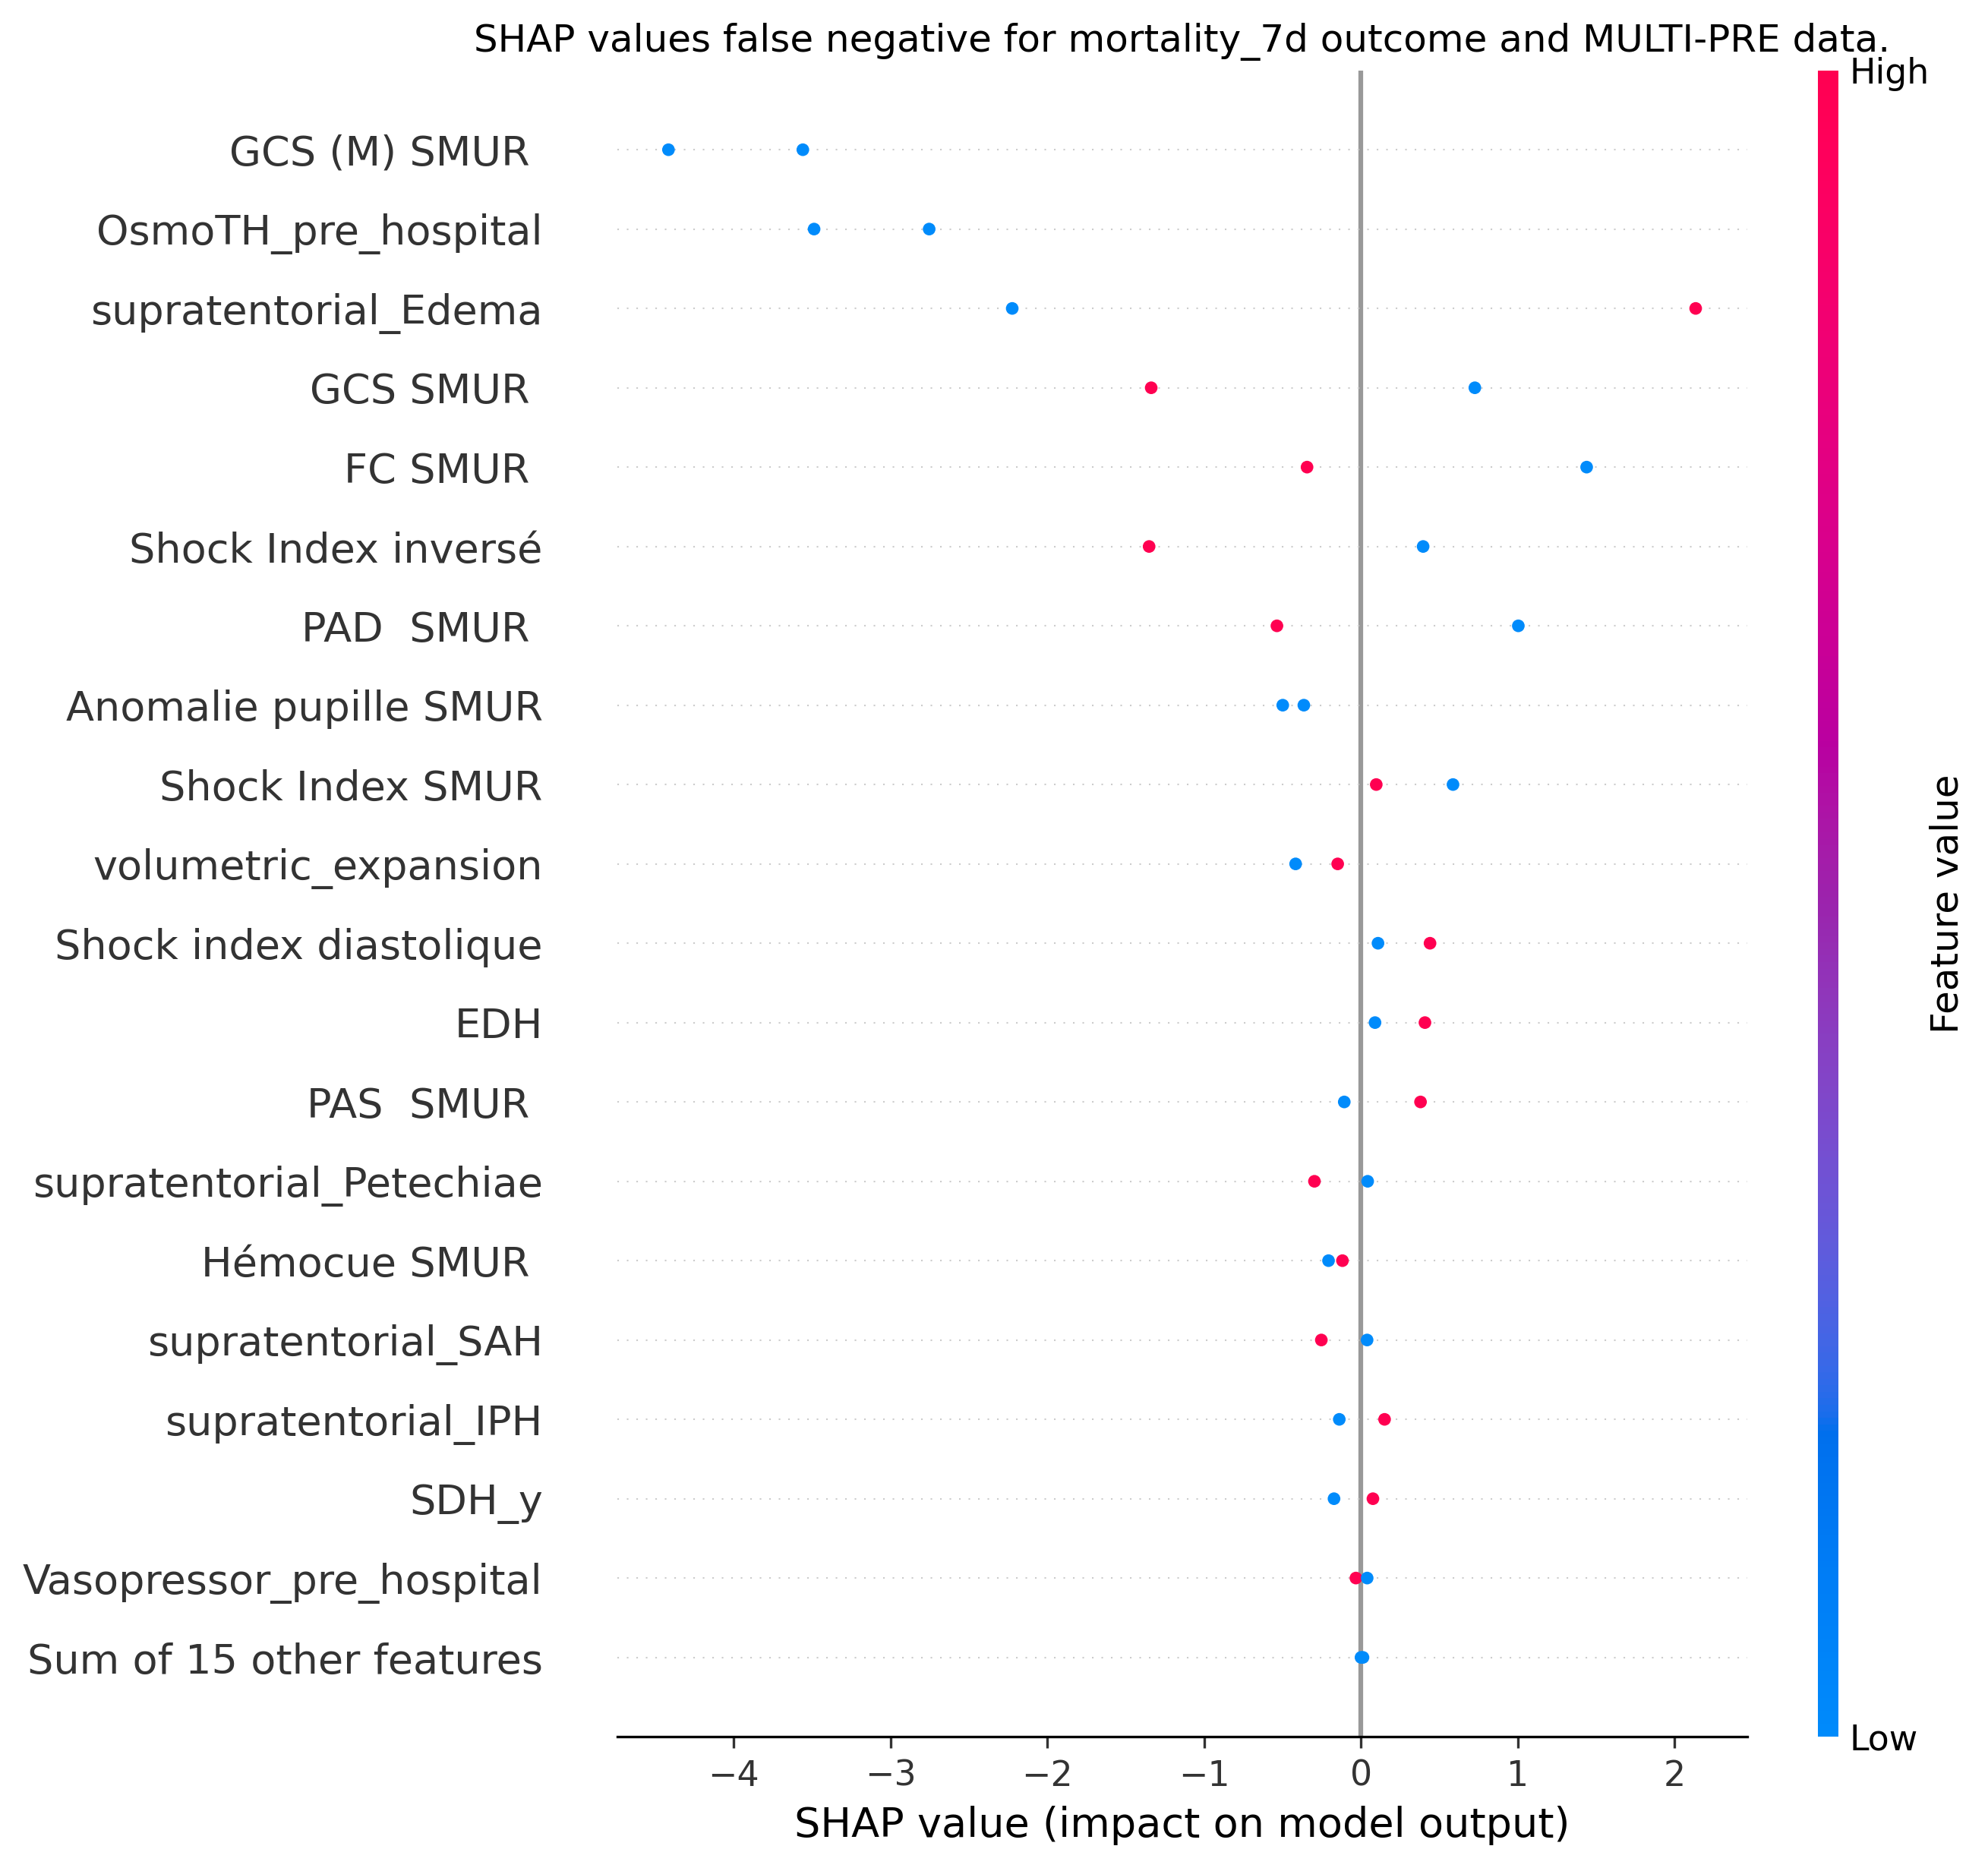 SHAP values false negative for mortality_7d outcome and MULTI-PRE data.
High
GCS (M) SMUR
OsmoTH_pre_hospital
supratentorial_Edema
GCS SMUR
FC SMUR
Shock Index inversé
PAD  SMUR
Anomalie pupille SMUR
Shock Index SMUR
volumetric_expansion
Shock index diastolique
EDH
PAS  SMUR
supratentorial_Petechiae
Hémocue SMUR
supratentorial_SAH
supratentorial_IPH
SDH_y
Vasopressor_pre_hospital
Sum of 15 other features
Feature value
Low
−4 −3 −2 −1 0 1 2
SHAP value (impact on model output)